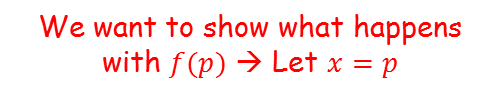 We want to show what happens
with f(p) → Let x = p